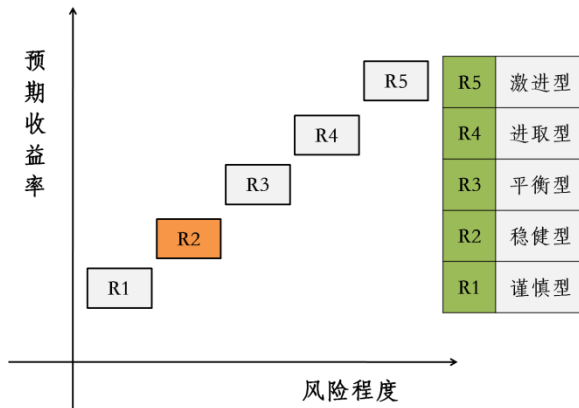 预期收益率
R5
R4
R3
R2
R1
风险程度
R5 激进型
R4 进取型
R3 平衡型
R2 稳健型
R1 谨慎型